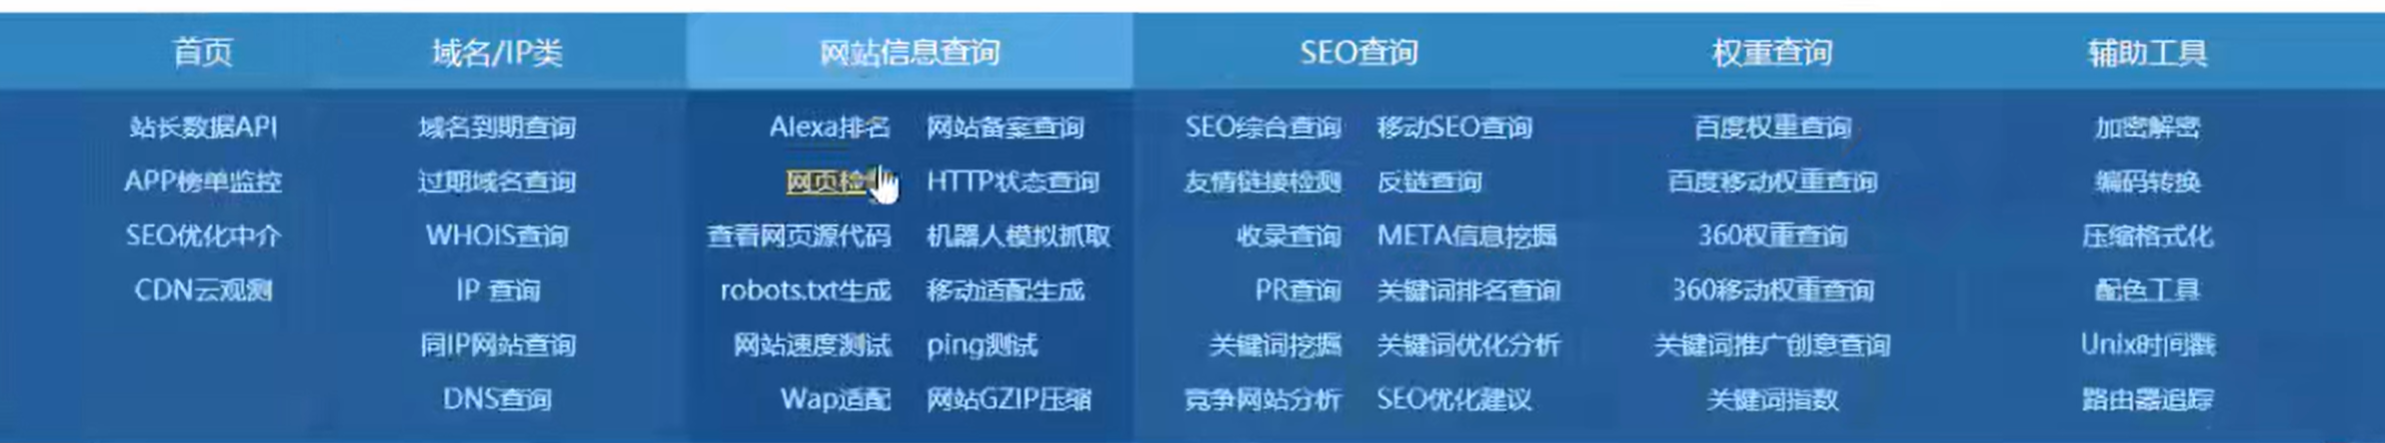 首页 域名/IP类 网站信息查询 SEO查询 权重查询 辅助工具
站长数据API 域名到期查询 Alexa排名 网站备案查询 SEO综合查询 移动SEO查询 百度权重查询 加密解密
APP榜单监控 过期域名查询 网页检 HTTP状态查询 友情链接检测 反链查询 百度移动权重查询 编码转换
SEO优化中介 WHOIS查询 查看网页源代码 机器人模拟抓取 收录查询 META信息挖掘 360权重查询 压缩格式化
CDN云观测 IP 查询 robots.txt生成 移动适配生成 PR查询 关键词排名查询 360移动权重查询 配色工具
同IP网站查询 网站速度测试 ping测试 关键词挖掘 关键词优化分析 关键词推广创意查询 Unix时间戳
DNS查询 Wap适配 网站GZIP压缩 竞争网站分析 SEO优化建议 关键词指数 路由器追踪